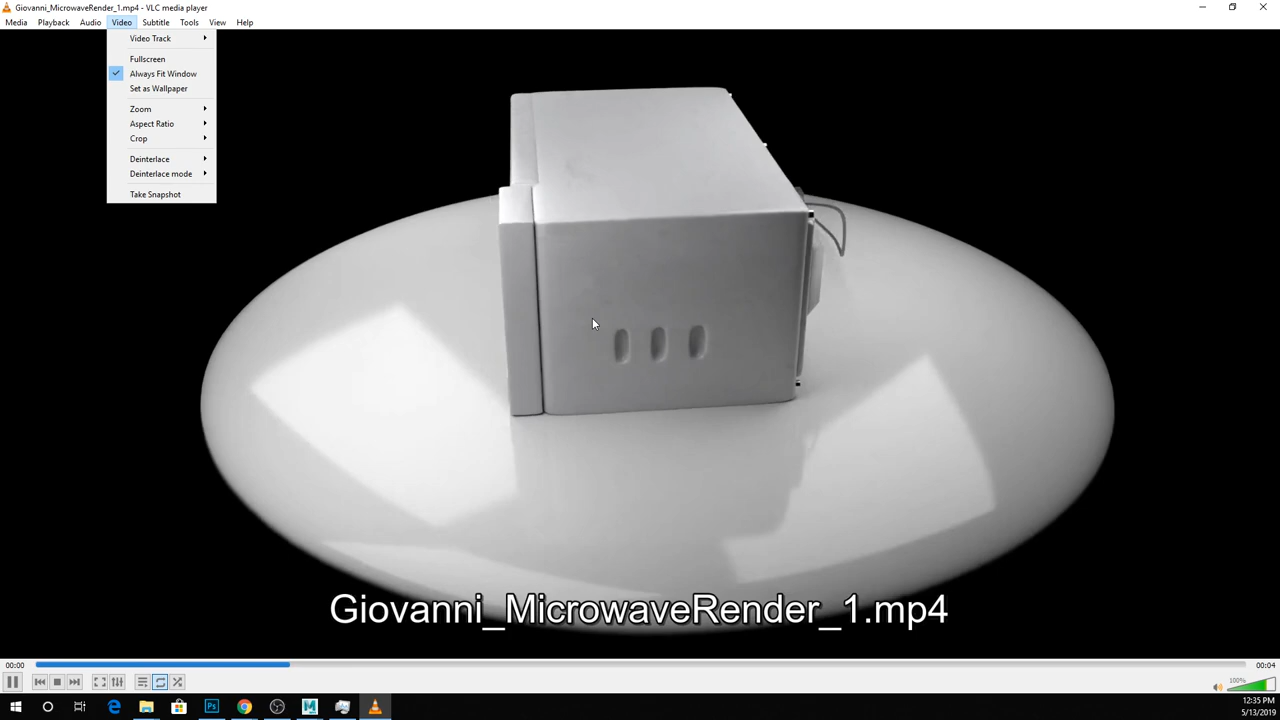 Giovanni_MicrowaveRender_1.mp4 - VLC media player
Media Playback Audio Video Subtitle Tools View Help
Video Track
Fullscreen
Always Fit Window
Set as Wallpaper
Zoom
Aspect Ratio
Crop
Deinterlace
Deinterlace mode
Take Snapshot
Giovanni_MicrowaveRender_1.mp4
00:00
00:04
100%
Ps
M
12:35 PM
5/13/2019